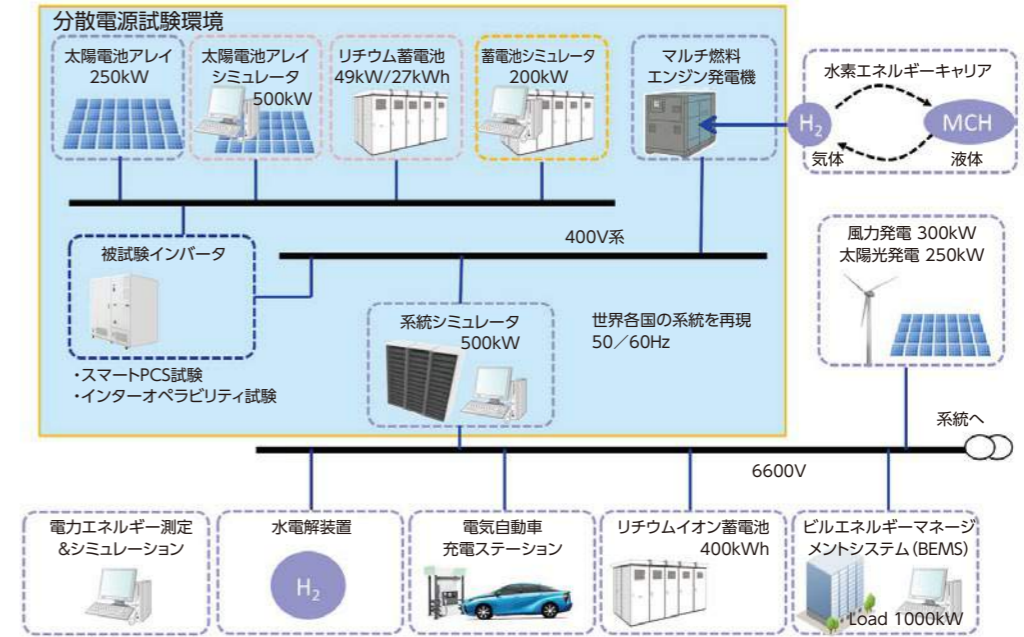 分散電源試験環境
太陽電池アレイ
250kW
太陽電池アレイ
シミュレータ
500kW
リチウム蓄電池
49kW/27kWh
蓄電池シミュレータ
200kW
マルチ燃料
エンジン発電機
水素エネルギーキャリア
H2
MCH
気体
液体
被試験インバータ
400V系
風力発電 300kW
太陽光発電 250kW
系統シミュレータ
500kW
世界各国の系統を再現
50／60Hz
・スマートPCS試験
・インターオペラビリティ試験
系統へ
6600V
電力エネルギー測定
&シミュレーション
水電解装置
H2
電気自動車
充電ステーション
リチウムイオン蓄電池
400kWh
ビルエネルギーマネージ
メントシステム（BEMS）
Load 1000kW